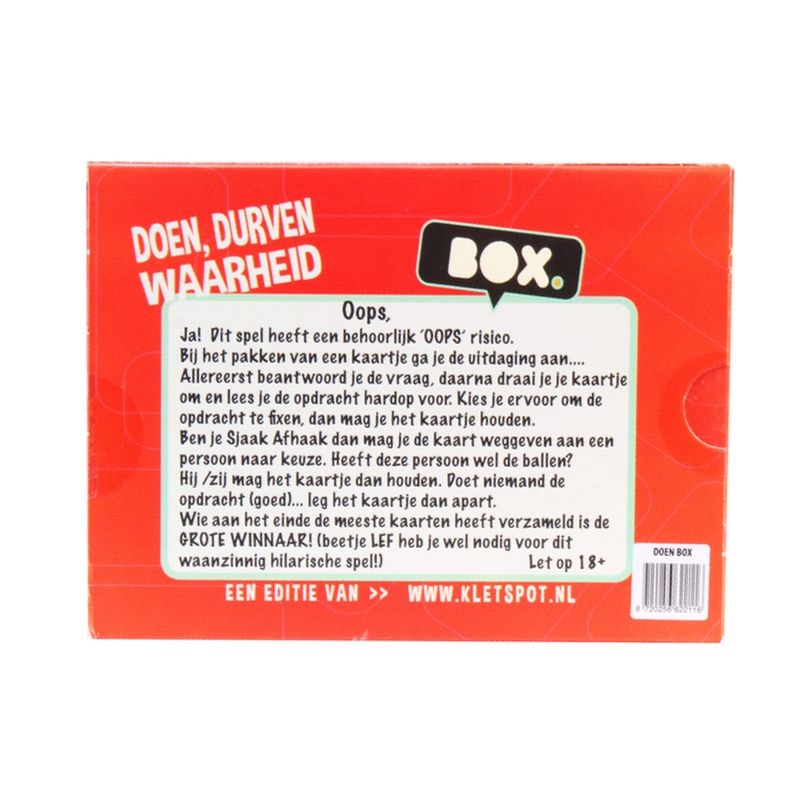 DOEN, DURVEN
WAARHEID
BOX.
Oops,
Ja! Dit spel heeft een behoorlijk 'OOPS' risico.
Bij het pakken van een kaartje ga je de uitdaging aan....
Allereerst beantwoord je de vraag, daarna draai je je kaartje
om en lees je de opdracht hardop voor. Kies je ervoor om de
opdracht te fixen, dan mag je het kaartje houden.
Ben je Sjaak Afhaak dan mag je de kaart weggeven aan een
persoon naar keuze. Heeft deze persoon wel de ballen?
Hij /zij mag het kaartje dan houden. Doet niemand de
opdracht (goed)... leg het kaartje dan apart.
Wie aan het einde de meeste kaarten heeft verzameld is de
GROTE WINNAAR! (beetje LEF heb je wel nodig voor dit
waanzinnig hilarische spel!) Let op 18+
EEN EDITIE VAN >> WWW.KLETSPOT.NL
DOEN BOX
8 720256 622118